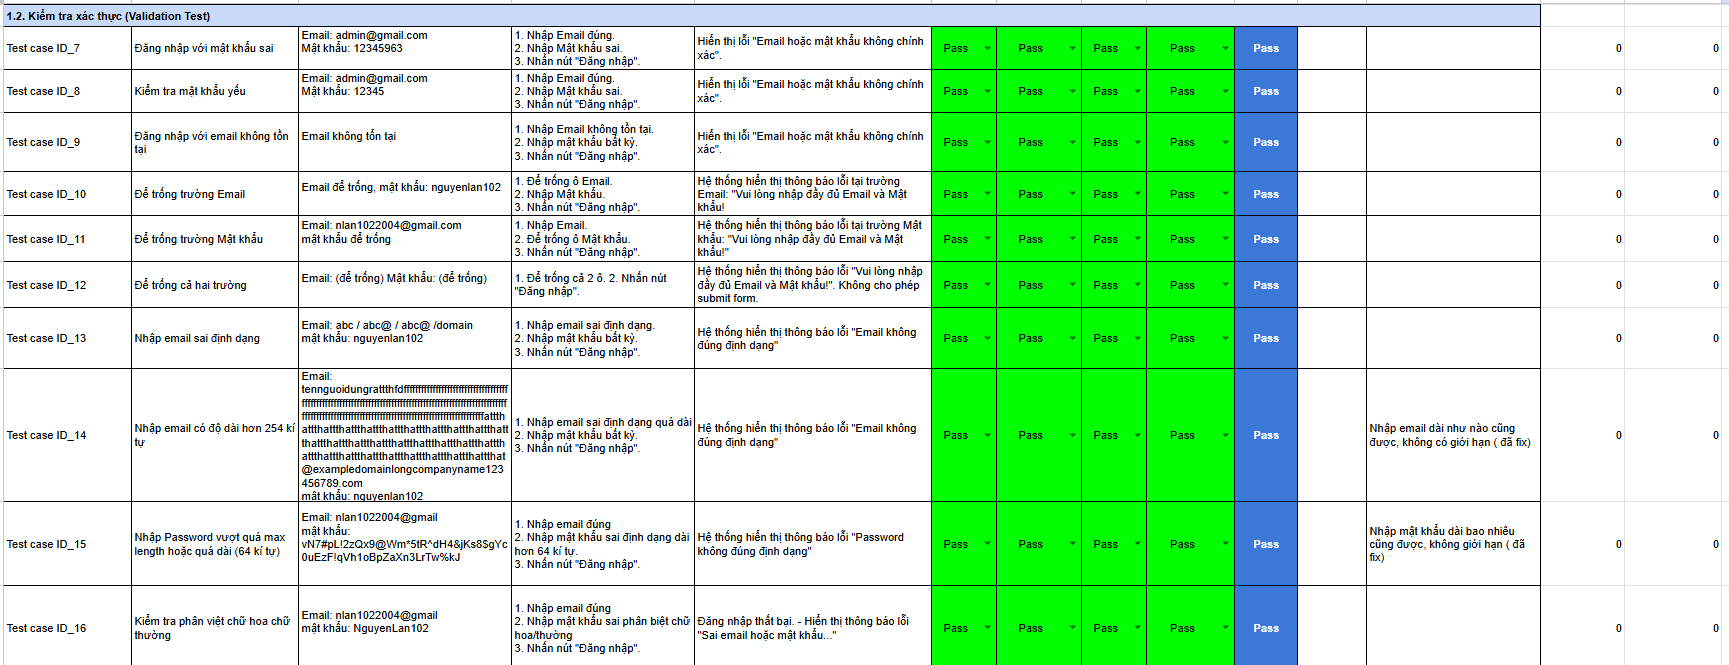 1.2. Kiểm tra xác thực (Validation Test)
Test case ID_7
Đăng nhập với mật khẩu sai
Email: admin@gmail.com
Mật khẩu: 12345963
1. Nhập Email đúng.
2. Nhập Mật khẩu sai.
3. Nhấn nút "Đăng nhập".
Hiển thị lỗi "Email hoặc mật khẩu không chính
xác".
Pass
Pass
Pass
Pass
Pass
0
0
Test case ID_8
Kiểm tra mật khẩu yếu
Email: admin@gmail.com
Mật khẩu: 12345
1. Nhập Email đúng.
2. Nhập Mật khẩu sai.
3. Nhấn nút "Đăng nhập".
Hiển thị lỗi "Email hoặc mật khẩu không chính
xác".
Pass
Pass
Pass
Pass
Pass
0
0
Test case ID_9
Đăng nhập với email không tồn
tại
Email không tồn tại
1. Nhập Email không tồn tại.
2. Nhập mật khẩu bất kỳ.
3. Nhấn nút "Đăng nhập".
Hiển thị lỗi "Email hoặc mật khẩu không chính
xác".
Pass
Pass
Pass
Pass
Pass
0
0
Test case ID_10
Để trống trường Email
Email để trống, mật khẩu: nguyenlan102
1. Để trống ô Email.
2. Nhập Mật khẩu.
3. Nhấn nút "Đăng nhập".
Hệ thống hiển thị thông báo lỗi tại trường
Email: "Vui lòng nhập đầy đủ Email và Mật
khẩu!
Pass
Pass
Pass
Pass
Pass
0
0
Test case ID_11
Để trống trường Mật khẩu
Email: nlan1022004@gmail.com
mật khẩu để trống
1. Nhập Email.
2. Để trống ô Mật khẩu.
3. Nhấn nút "Đăng nhập".
Hệ thống hiển thị thông báo lỗi tại trường Mật
khẩu: "Vui lòng nhập đầy đủ Email và Mật
khẩu!"
Pass
Pass
Pass
Pass
Pass
0
0
Test case ID_12
Để trống cả hai trường
Email: (để trống) Mật khẩu: (để trống)
1. Để trống cả 2 ô. 2. Nhấn nút
"Đăng nhập".
Hệ thống hiển thị thông báo lỗi "Vui lòng nhập
đầy đủ Email và Mật khẩu!". Không cho phép
submit form.
Pass
Pass
Pass
Pass
Pass
0
0
Test case ID_13
Nhập email sai định dạng
Email: abc / abc@ / abc@ /domain
mật khẩu: nguyenlan102
1. Nhập email sai định dạng.
2. Nhập mật khẩu bất kỳ.
3. Nhấn nút "Đăng nhập".
Hệ thống hiển thị thông báo lỗi "Email không
đúng định dạng"
Pass
Pass
Pass
Pass
Pass
0
0
Test case ID_14
Nhập email có độ dài hơn 254 kí
tự
Email:
@exampledomainlongcompanyname123
456789.com
mật khẩu: nguyenlan102
1. Nhập email sai định dạng quá dài
2. Nhập mật khẩu bất kỳ.
3. Nhấn nút "Đăng nhập".
Hệ thống hiển thị thông báo lỗi "Email không
đúng định dạng"
Pass
Pass
Pass
Pass
Pass
Nhập email dài như nào cũng
được, không có giới hạn ( đã fix)
0
0
Test case ID_15
Nhập Password vượt quá max
length hoặc quá dài (64 kí tự)
Email: nlan1022004@gmail
mật khẩu:
vN7#pL!2zQx9@Wm*5tR^dH4&jKs8$gYc
0uEzF!qVh1oBpZaXn3LrTw%kJ
1. Nhập email đúng
2. Nhập mật khẩu sai định dạng dài
hơn 64 kí tự.
3. Nhấn nút "Đăng nhập".
Hệ thống hiển thị thông báo lỗi "Password
không đúng định dạng"
Pass
Pass
Pass
Pass
Pass
Nhập mật khẩu dài bao nhiêu
cũng được, không giới hạn ( đã
fix)
0
0
Test case ID_16
Kiểm tra phân việt chữ hoa chữ
thường
Email: nlan1022004@gmail
mật khẩu: NguyenLan102
1. Nhập email đúng
2. Nhập mật khẩu sai phân biệt chữ
hoa/thường
3. Nhấn nút "Đăng nhập".
Đăng nhập thất bại. - Hiển thị thông báo lỗi
"Sai email hoặc mật khẩu..."
Pass
Pass
Pass
Pass
Pass
0
0